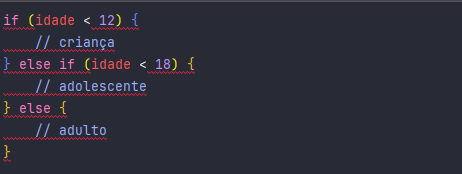 if (idade < 12) {
    // criança
} else if (idade < 18) {
    // adolescente
} else {
    // adulto
}